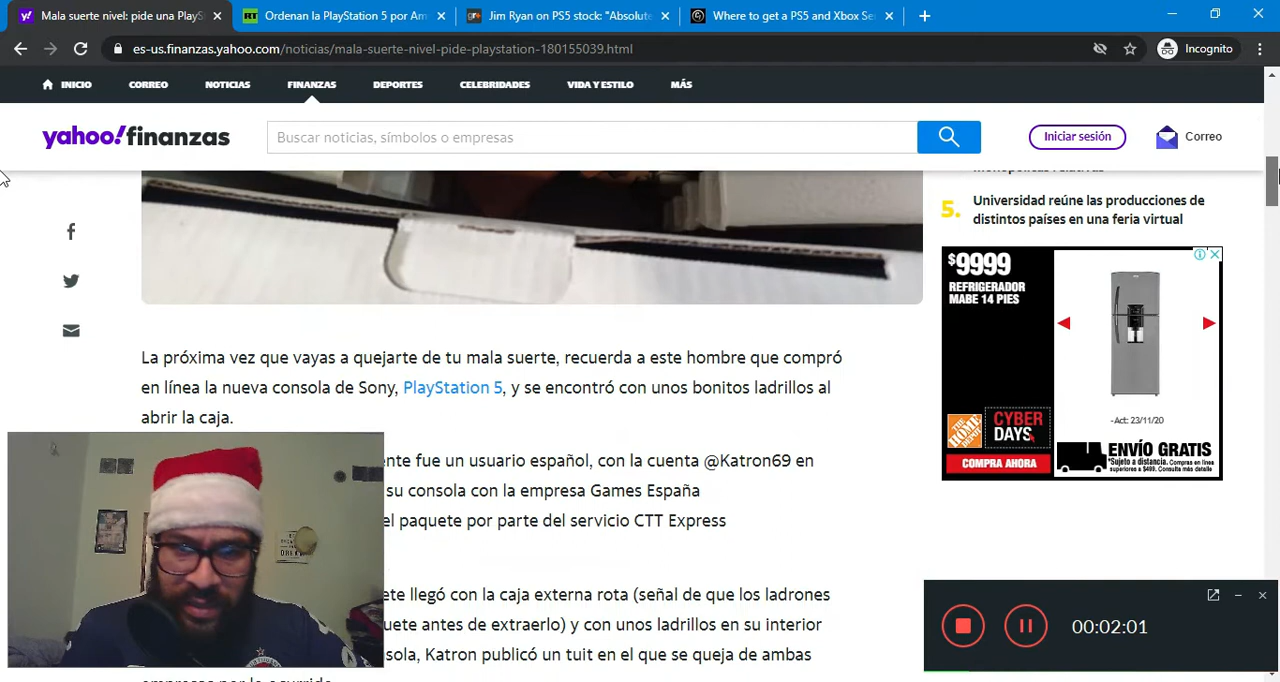 Mala suerte nivel: pide una PlayS
RT Ordenan la PlayStation 5 por Am
Jim Ryan on PS5 stock: "Absolute
Where to get a PS5 and Xbox Se
es-us.finanzas.yahoo.com/noticias/mala-suerte-nivel-pide-playstation-180155039.html
Incognito
INICIO CORREO NOTICIAS FINANZAS DEPORTES CELEBRIDADES VIDA Y ESTILO MÁS
yahoo!finanzas
Buscar noticias, símbolos o empresas
Iniciar sesión
Correo
5. Universidad reúne las producciones de
distintos países en una feria virtual
$9999
REFRIGERADOR
MABE 14 PIES
-Act: 23/11/20
THE HOME DEPOT
CYBER
DAYS
COMPRA AHORA
ENVÍO GRATIS
La próxima vez que vayas a quejarte de tu mala suerte, recuerda a este hombre que compró
en línea la nueva consola de Sony, PlayStation 5, y se encontró con unos bonitos ladrillos al
abrir la caja.
ente fue un usuario español, con la cuenta @Katron69 en
su consola con la empresa Games España
el paquete por parte del servicio CTT Express
ete llegó con la caja externa rota (señal de que los ladrones
uete antes de extraerlo) y con unos ladrillos en su interior
sola, Katron publicó un tuit en el que se queja de ambas
00:02:01